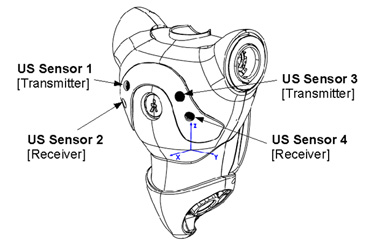 US Sensor 1
[Transmitter]
US Sensor 2
[Receiver]
US Sensor 3
[Transmitter]
US Sensor 4
[Receiver]
Z
X
Y